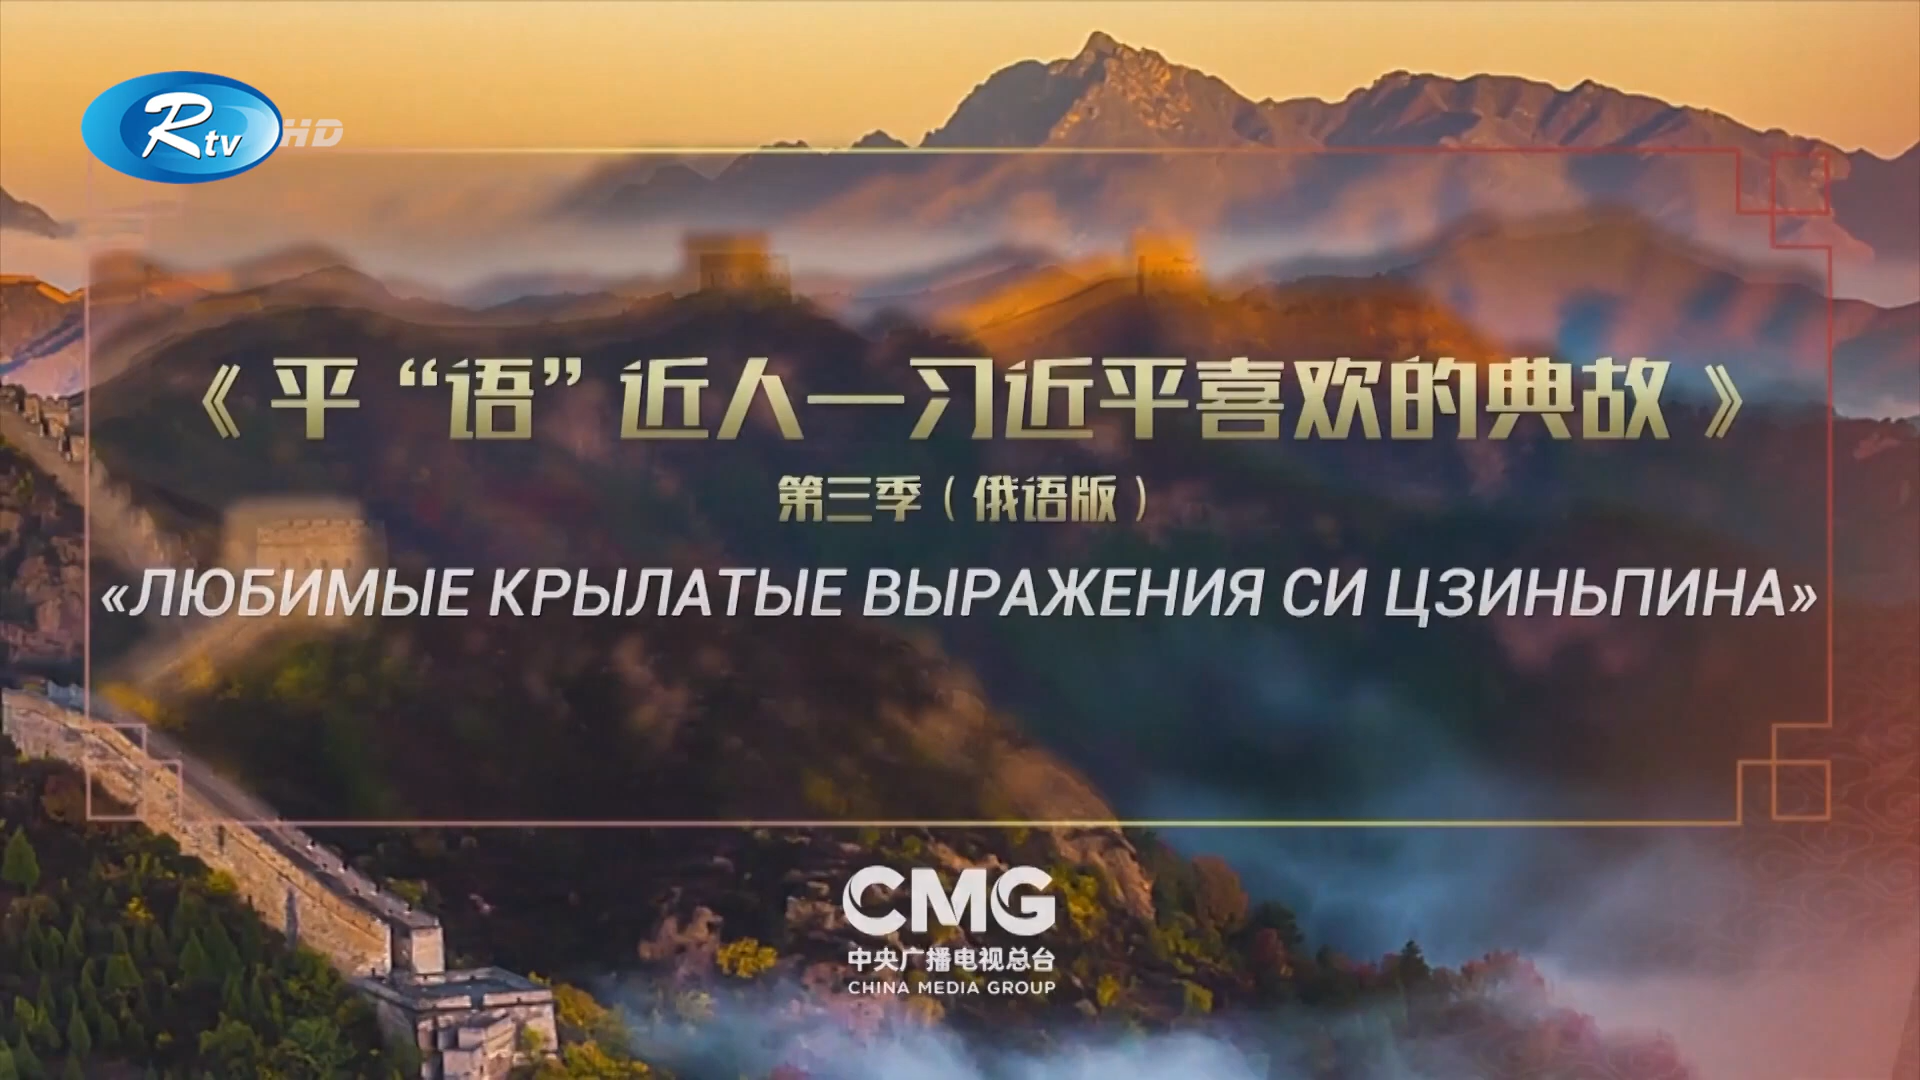 Rtv HD
《平“语”近人—习近平喜欢的典故》
第三季（俄语版）
«ЛЮБИМЫЕ КРЫЛАТЫЕ ВЫРАЖЕНИЯ СИ ЦЗИНЬПИНА»
CMG
中央广播电视总台
CHINA MEDIA GROUP